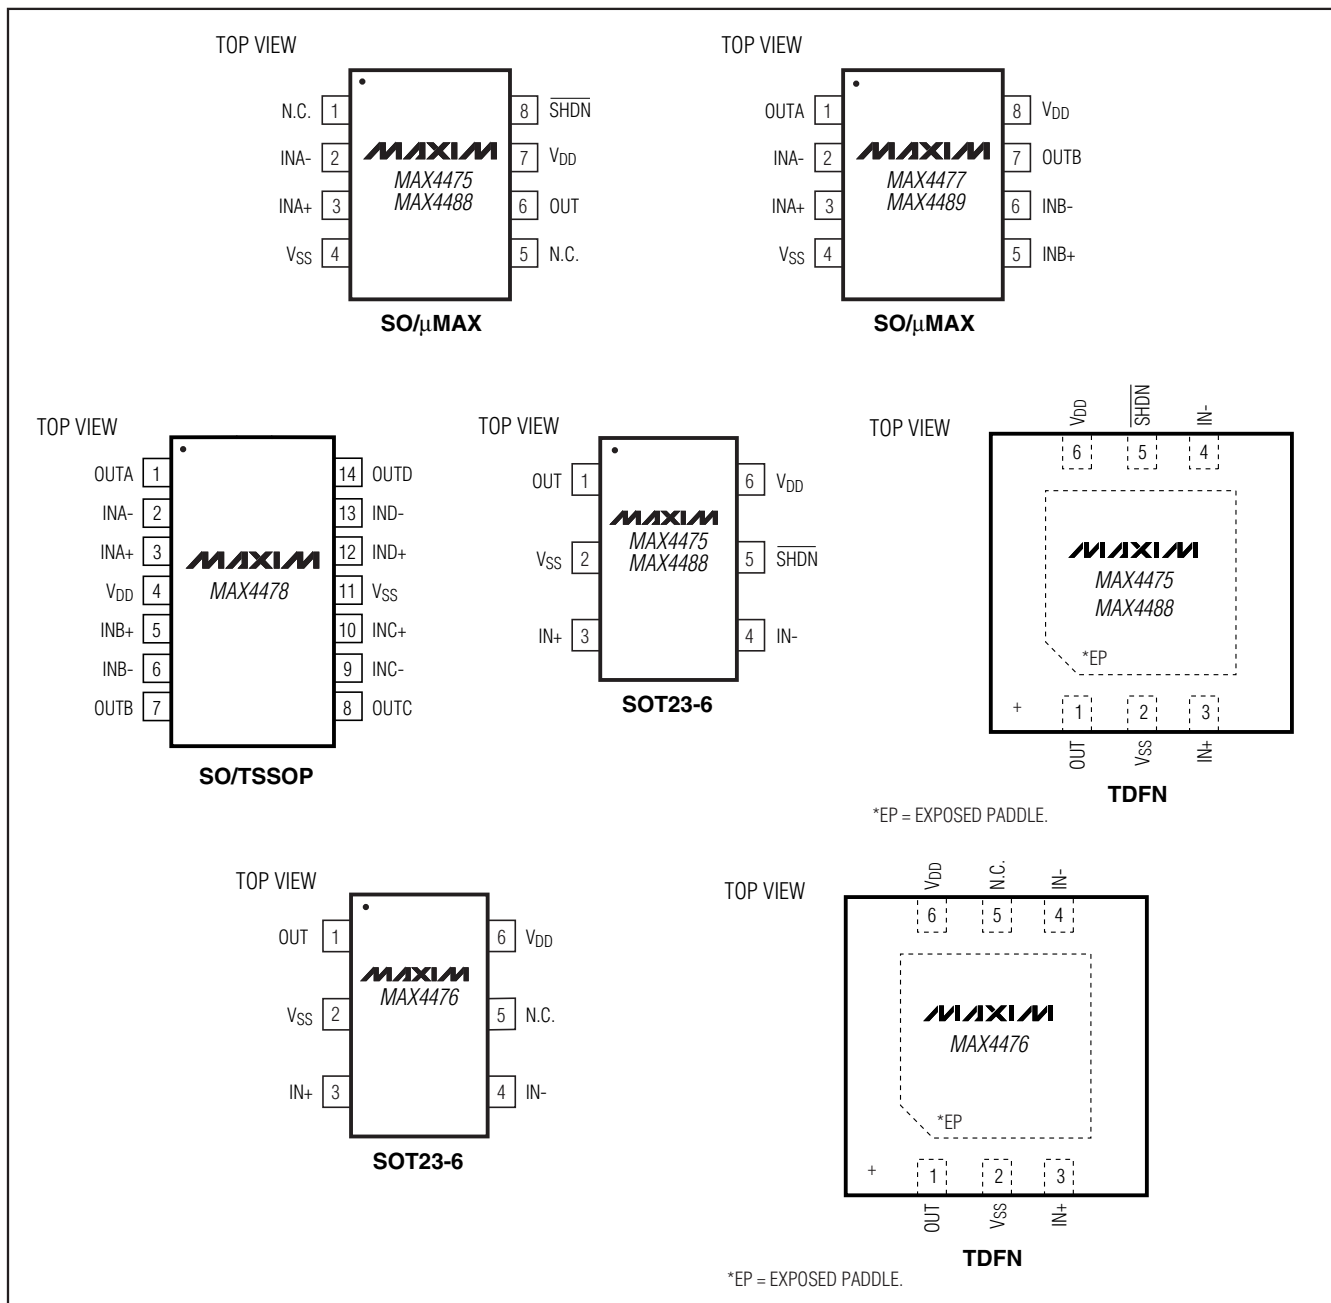 TOP VIEW
N.C. 1
INA- 2
INA+ 3
VSS 4
8 SHDN
7 VDD
6 OUT
5 N.C.
MAXIM
MAX4475
MAX4488
SO/µMAX
TOP VIEW
OUTA 1
INA- 2
INA+ 3
VSS 4
8 VDD
7 OUTB
6 INB-
5 INB+
MAXIM
MAX4477
MAX4489
SO/µMAX
TOP VIEW
OUTA 1
INA- 2
INA+ 3
VDD 4
INB+ 5
INB- 6
OUTB 7
14 OUTD
13 IND-
12 IND+
11 VSS
10 INC+
9 INC-
8 OUTC
MAXIM
MAX4478
SO/TSSOP
TOP VIEW
OUT 1
VSS 2
IN+ 3
6 VDD
5 SHDN
4 IN-
MAXIM
MAX4475
MAX4488
SOT23-6
TOP VIEW
VDD SHDN IN-
6 5 4
MAXIM
MAX4475
MAX4488
*EP
+ 1 2 3
OUT VSS IN+
TDFN
*EP = EXPOSED PADDLE.
TOP VIEW
OUT 1
VSS 2
IN+ 3
6 VDD
5 N.C.
4 IN-
MAXIM
MAX4476
SOT23-6
TOP VIEW
VDD N.C. IN-
6 5 4
MAXIM
MAX4476
*EP
+ 1 2 3
OUT VSS IN+
TDFN
*EP = EXPOSED PADDLE.